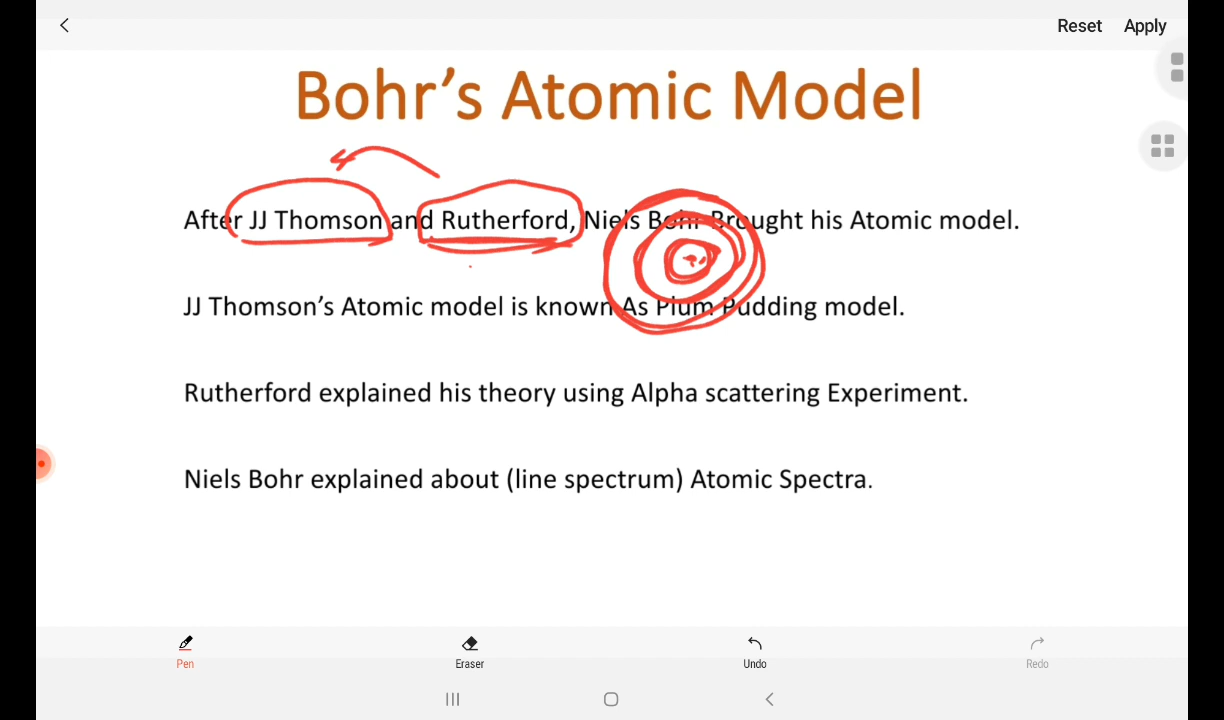 Reset Apply
Bohr's Atomic Model
After JJ Thomson and Rutherford, Niels Bohr Brought his Atomic model.
JJ Thomson's Atomic model is known As Plum Pudding model.
Rutherford explained his theory using Alpha scattering Experiment.
Niels Bohr explained about (line spectrum) Atomic Spectra.
Pen Eraser Undo Redo